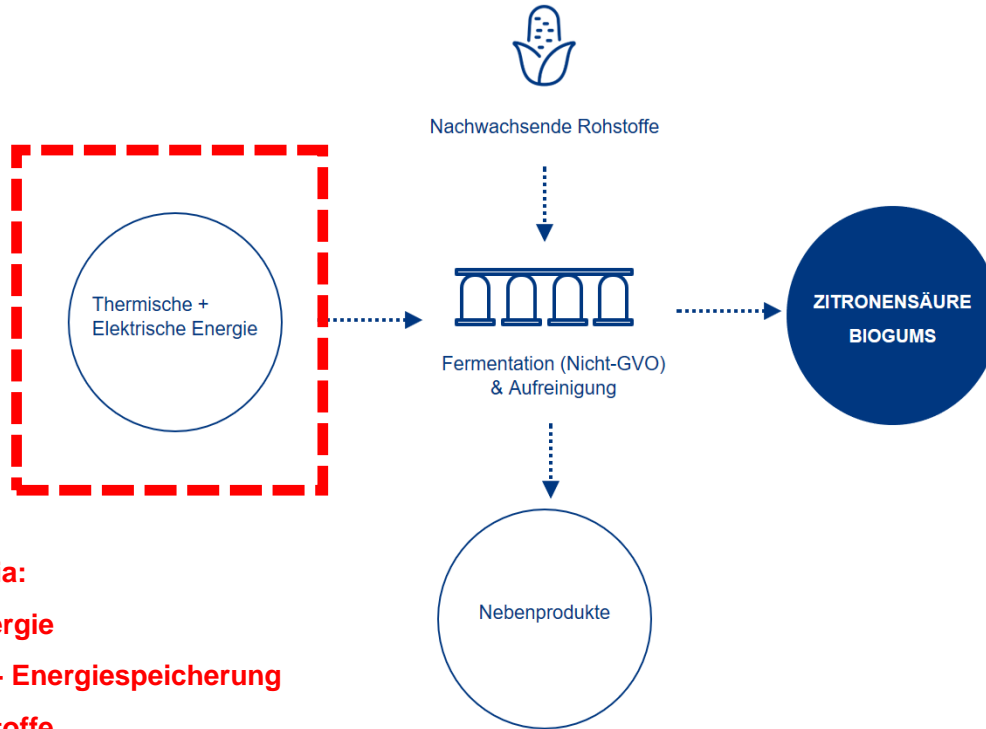 Nachwachsende Rohstoffe
Thermische +
Elektrische Energie
Fermentation (Nicht-GVO)
& Aufreinigung
ZITRONENSÄURE
BIOGUMS
Nebenprodukte
- Energiespeicherung